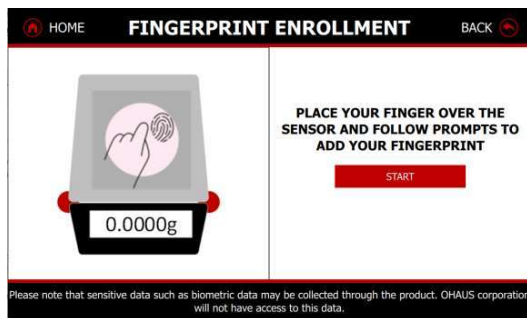 HOME FINGERPRINT ENROLLMENT BACK
PLACE YOUR FINGER OVER THE
SENSOR AND FOLLOW PROMPTS TO
ADD YOUR FINGERPRINT
START
0.0000g
Please note that sensitive data such as biometric data may be collected through the product. OHAUS corporation
will not have access to this data.